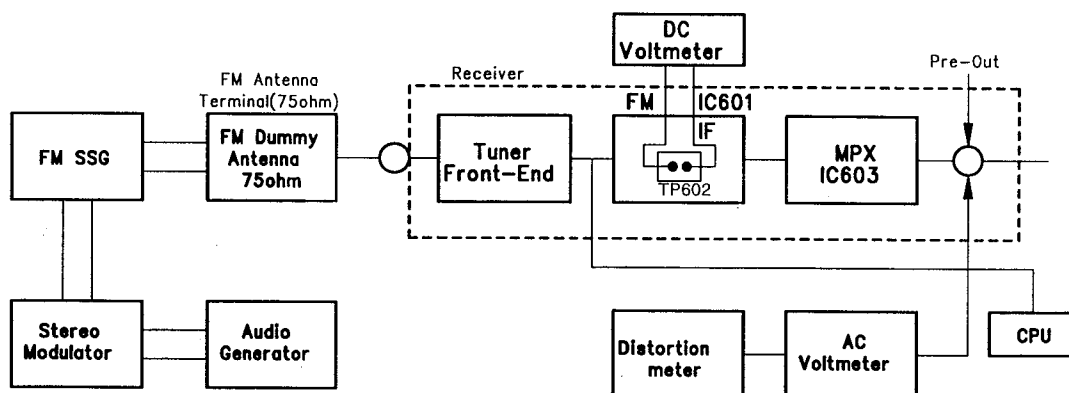 DC
Voltmeter
Pre-Out
Receiver
FM Antenna
Terminal(75ohm)
FM IC601
IF
FM SSG
FM Dummy
Antenna
75ohm
Tuner
Front-End
TP602
MPX
IC603
Stereo
Modulator
Audio
Generator
Distortion
meter
AC
Voltmeter
CPU